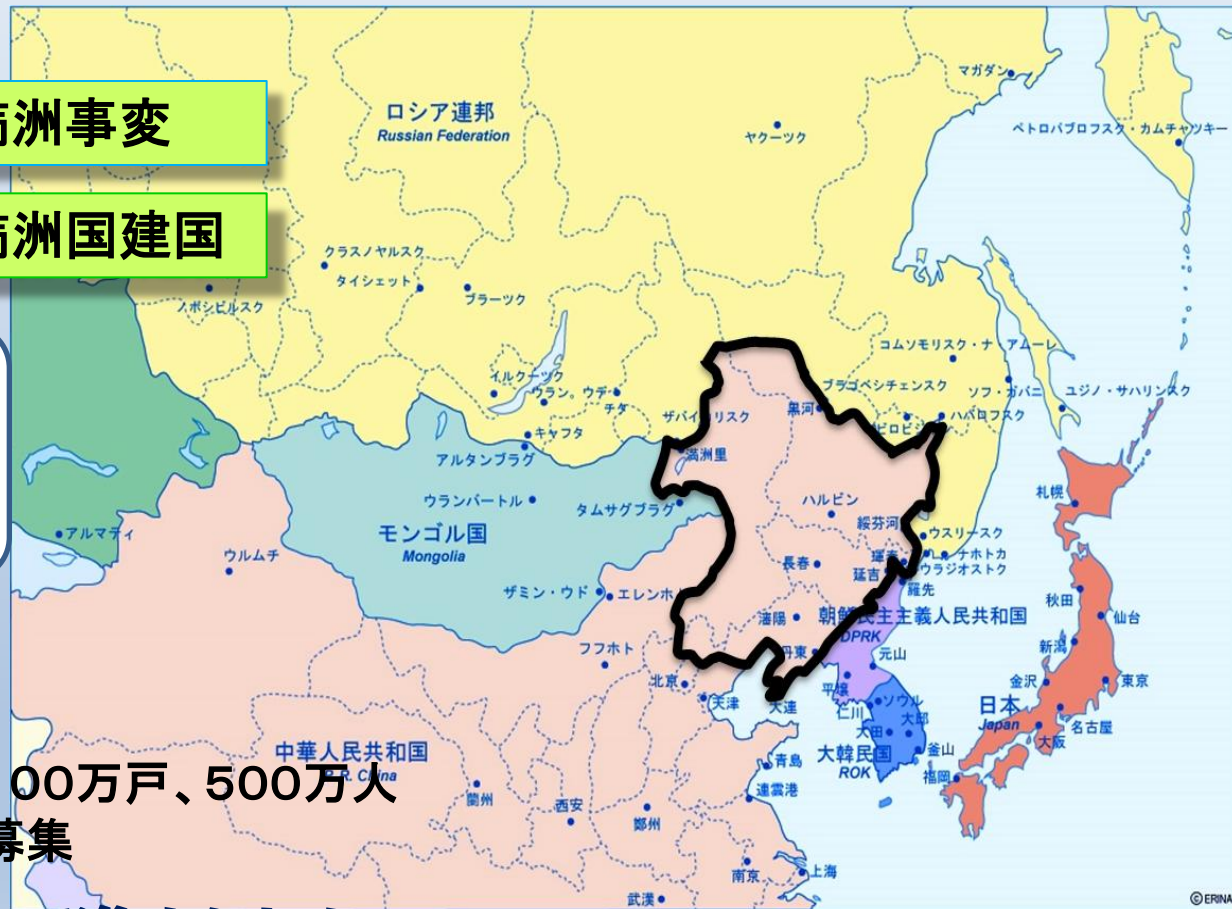 満洲事変
満洲国建国
マガダン
ロシア連邦
Russian Federation
ヤクーツク
ペトロパブロフスク・カムチャツキー
クラスノヤルスク
タイシェット
ブラーツク
ノボシビルスク
コムソモリスク・ナ・アムーレ
イルクーツク
ウラン。ウデ
チタ
ブラゴベシチェンスク
ソフ・ガバニ
ユジノ・サハリンスク
ザバイ
リスク
黒河
ハバロフスク
ビロビジ
キャフタ
アルタンブラグ
満洲里
ウランバートル
タムサグブラグ
ハルビン
札幌
綏芬河
モンゴル国
Mongolia
アルマティ
ウルムチ
ウスリースク
ナホトカ
ウラジオストク
長春
琿春
延吉
羅先
ザミン・ウド
エレンホ
秋田
仙台
瀋陽
朝鮮民主主義人民共和国
DPRK
フフホト
丹東
元山
新潟
北京
平壌
金沢
東京
天津
大連
仁川
ソウル
日本
Japan
大田
大邱
名古屋
大阪
中華人民共和国
P.R. China
大韓民国
ROK
釜山
青島
福岡
00万戸、500万人
募集
蘭州
西安
鄭州
連雲港
南京
上海
武漢
©ERINA